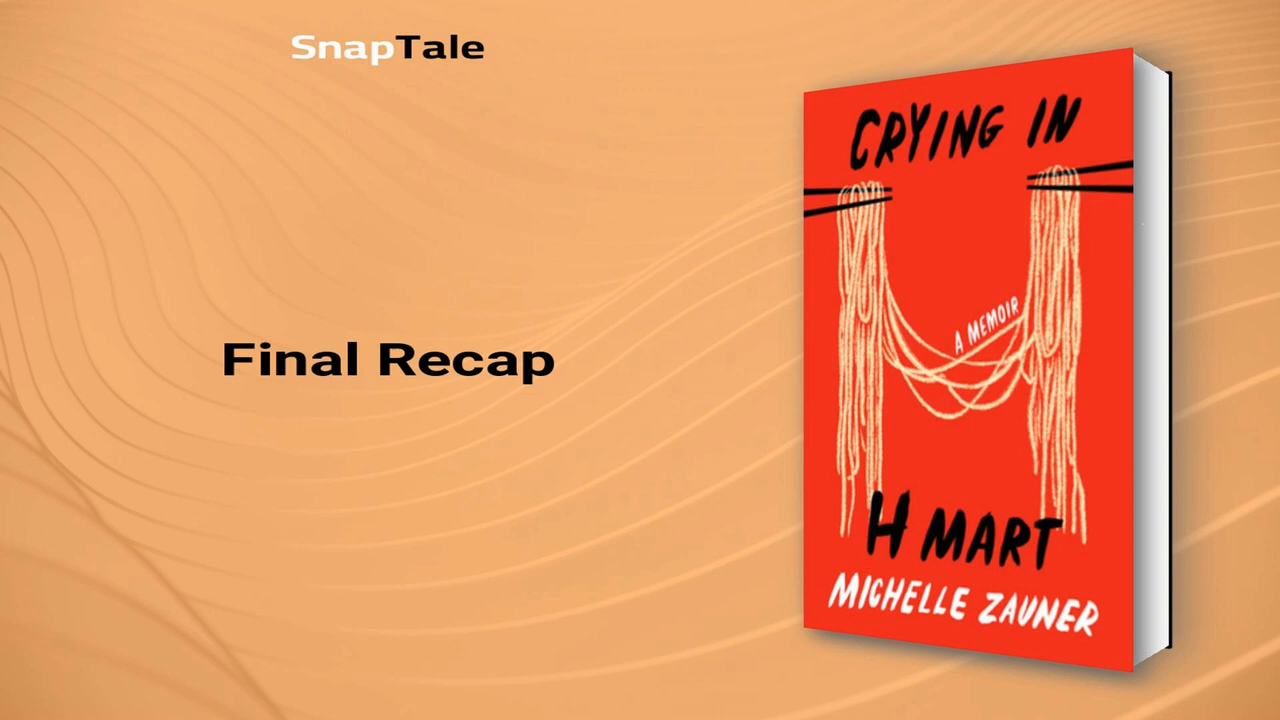 SnapTale
Final Recap
CRYING IN
A MEMOIR
H MART
MICHELLE ZAUNER